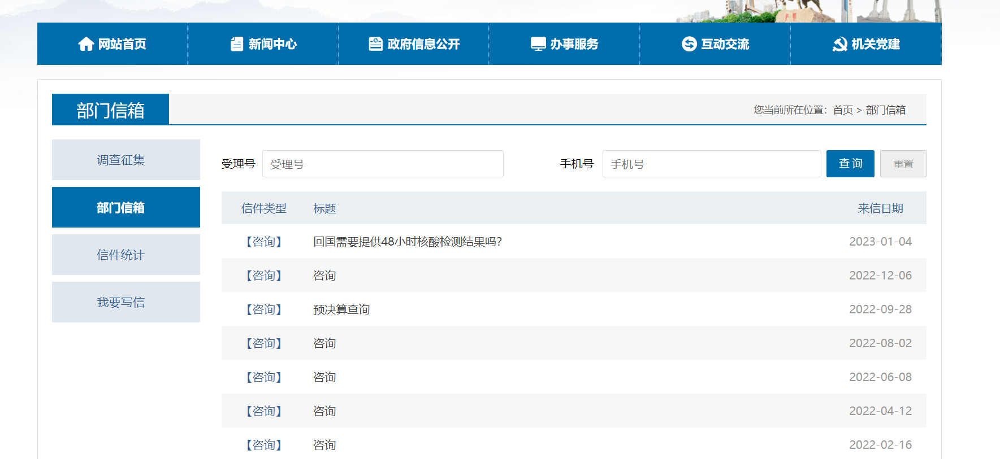 网站首页 新闻中心 政府信息公开 办事服务 互动交流 机关党建
部门信箱 您当前所在位置：首页 > 部门信箱
调查征集
部门信箱
信件统计
我要写信
受理号 受理号 手机号 手机号 查询 重置
信件类型 标题 来信日期
【咨询】 回国需要提供48小时核酸检测结果吗? 2023-01-04
【咨询】 咨询 2022-12-06
【咨询】 预决算查询 2022-09-28
【咨询】 咨询 2022-08-02
【咨询】 咨询 2022-06-08
【咨询】 咨询 2022-04-12
【咨询】 咨询 2022-02-16